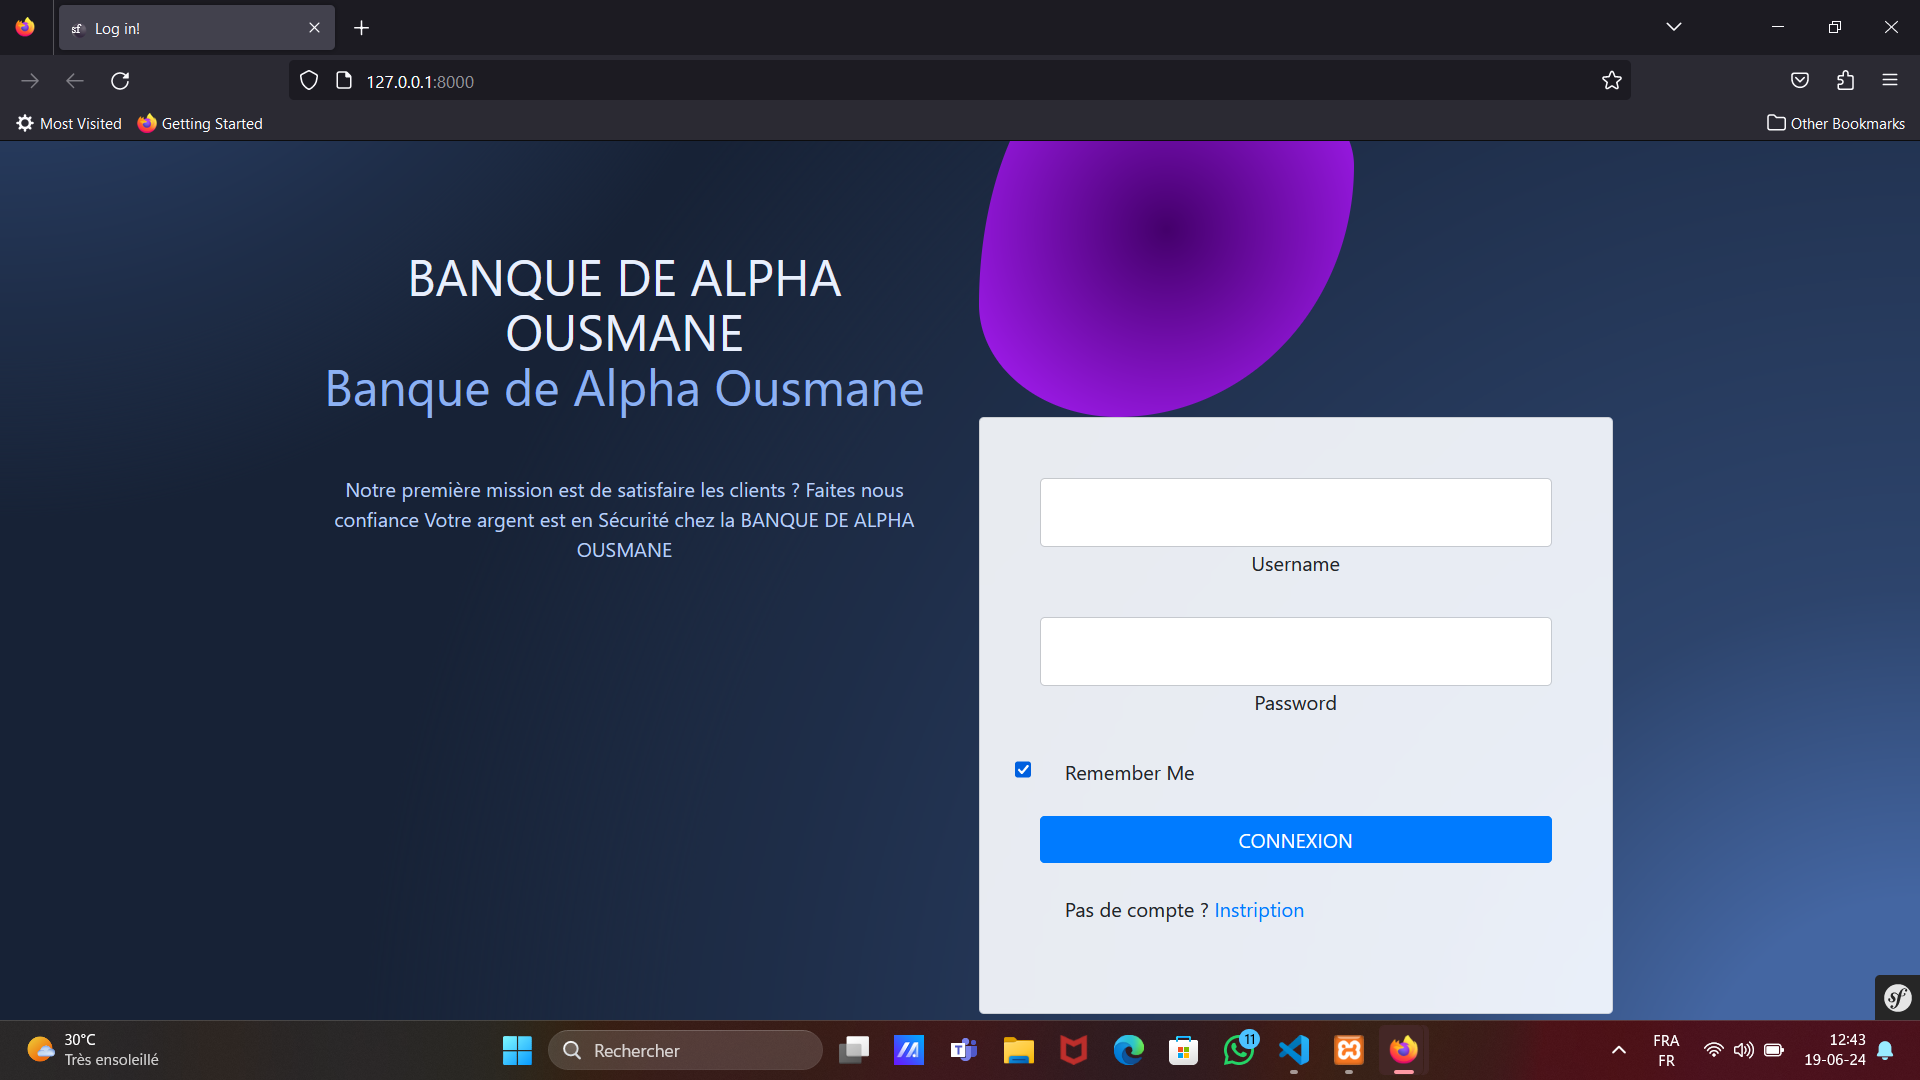 sf Log in!
127.0.0.1:8000
Most Visited Getting Started Other Bookmarks
BANQUE DE ALPHA
OUSMANE
Banque de Alpha Ousmane
Notre première mission est de satisfaire les clients ? Faites nous
confiance Votre argent est en Sécurité chez la BANQUE DE ALPHA
OUSMANE
Username
Password
Remember Me
CONNEXION
Pas de compte ? Instription
sf
30°C
Très ensoleillé
Rechercher
T
11
FRA
FR
12:43
19-06-24